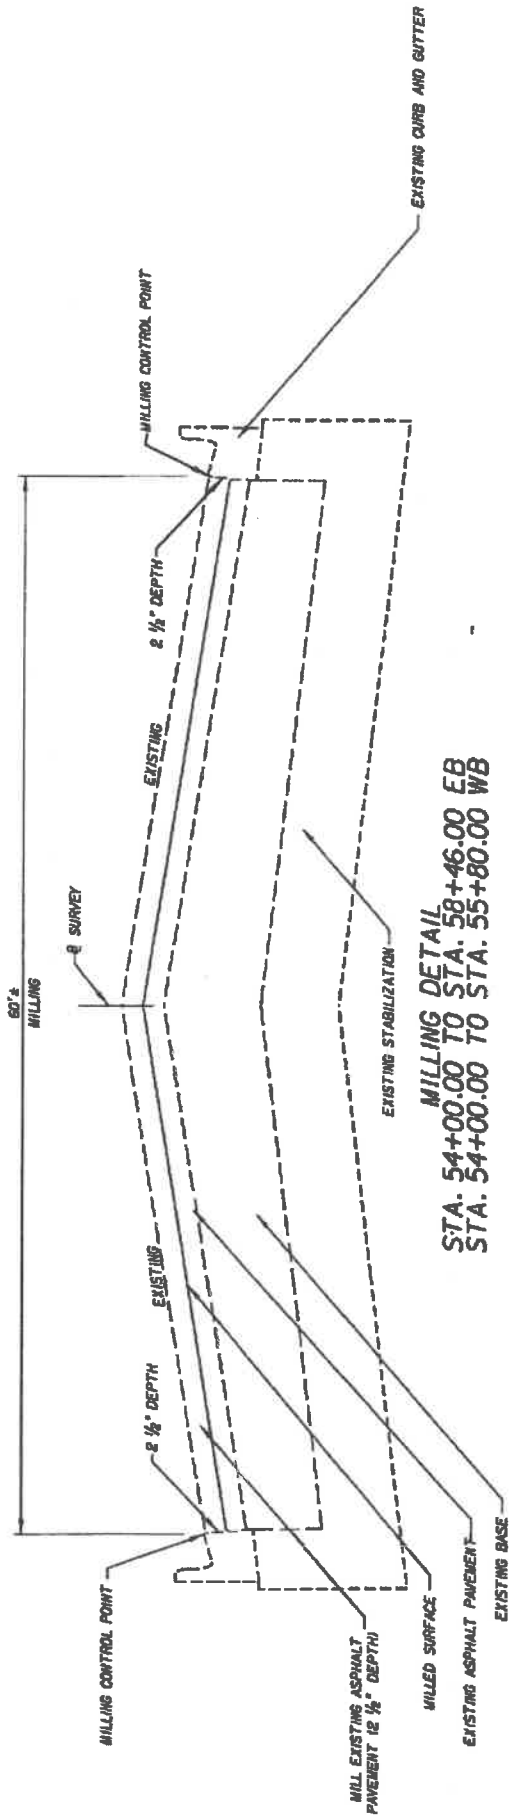 60'±
MILLING
℄ SURVEY
MILLING CONTROL POINT
MILLING CONTROL POINT
2 ½" DEPTH
2 ½" DEPTH
EXISTING
EXISTING
EXISTING CURB AND GUTTER
MILL EXISTING ASPHALT
PAVEMENT (2 ½" DEPTH)
MILLED SURFACE
EXISTING ASPHALT PAVEMENT
EXISTING BASE
EXISTING STABILIZATION
MILLING DETAIL
STA. 54+00.00 TO STA. 58+46.00 EB
STA. 54+00.00 TO STA. 55+80.00 WB